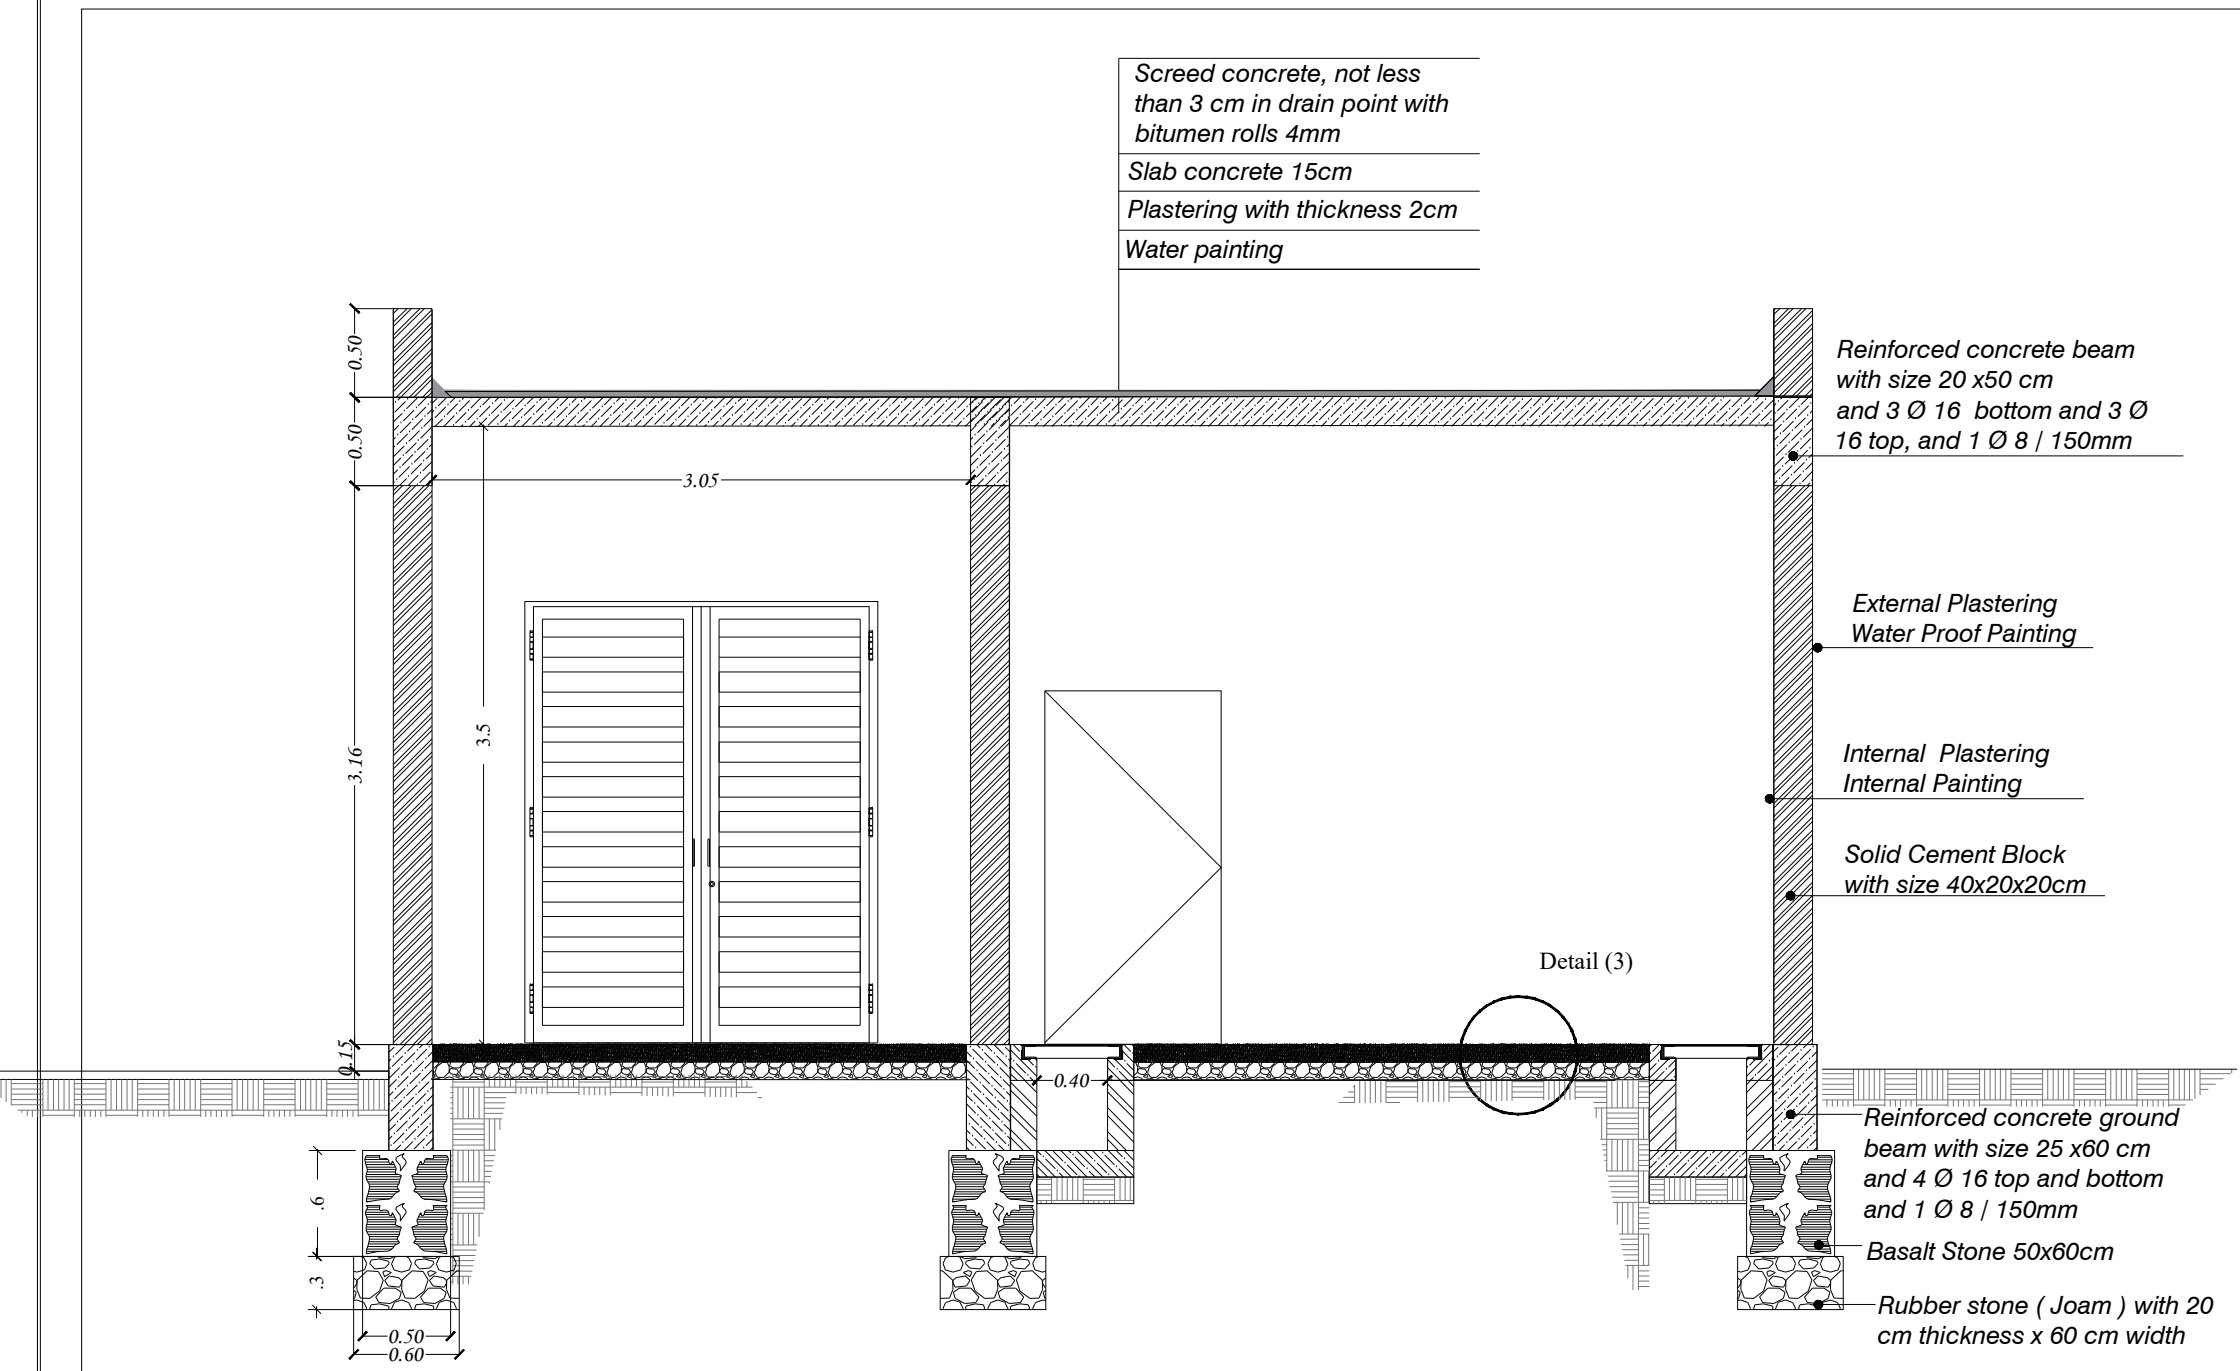 Screed concrete, not less
than 3 cm in drain point with
bitumen rolls 4mm
Slab concrete 15cm
Plastering with thickness 2cm
Water painting
0.50
0.50
3.16
0.15
3.05
3.5
Reinforced concrete beam
with size 20 x50 cm
and 3 Ø 16 bottom and 3 Ø
16 top, and 1 Ø 8 / 150mm
External Plastering
Water Proof Painting
Internal Plastering
Internal Painting
Solid Cement Block
with size 40x20x20cm
Detail (3)
0.40
Reinforced concrete ground
beam with size 25 x60 cm
and 4 Ø 16 top and bottom
and 1 Ø 8 / 150mm
Basalt Stone 50x60cm
Rubber stone ( Joam ) with 20
cm thickness x 60 cm width
.6
.3
0.50
0.60